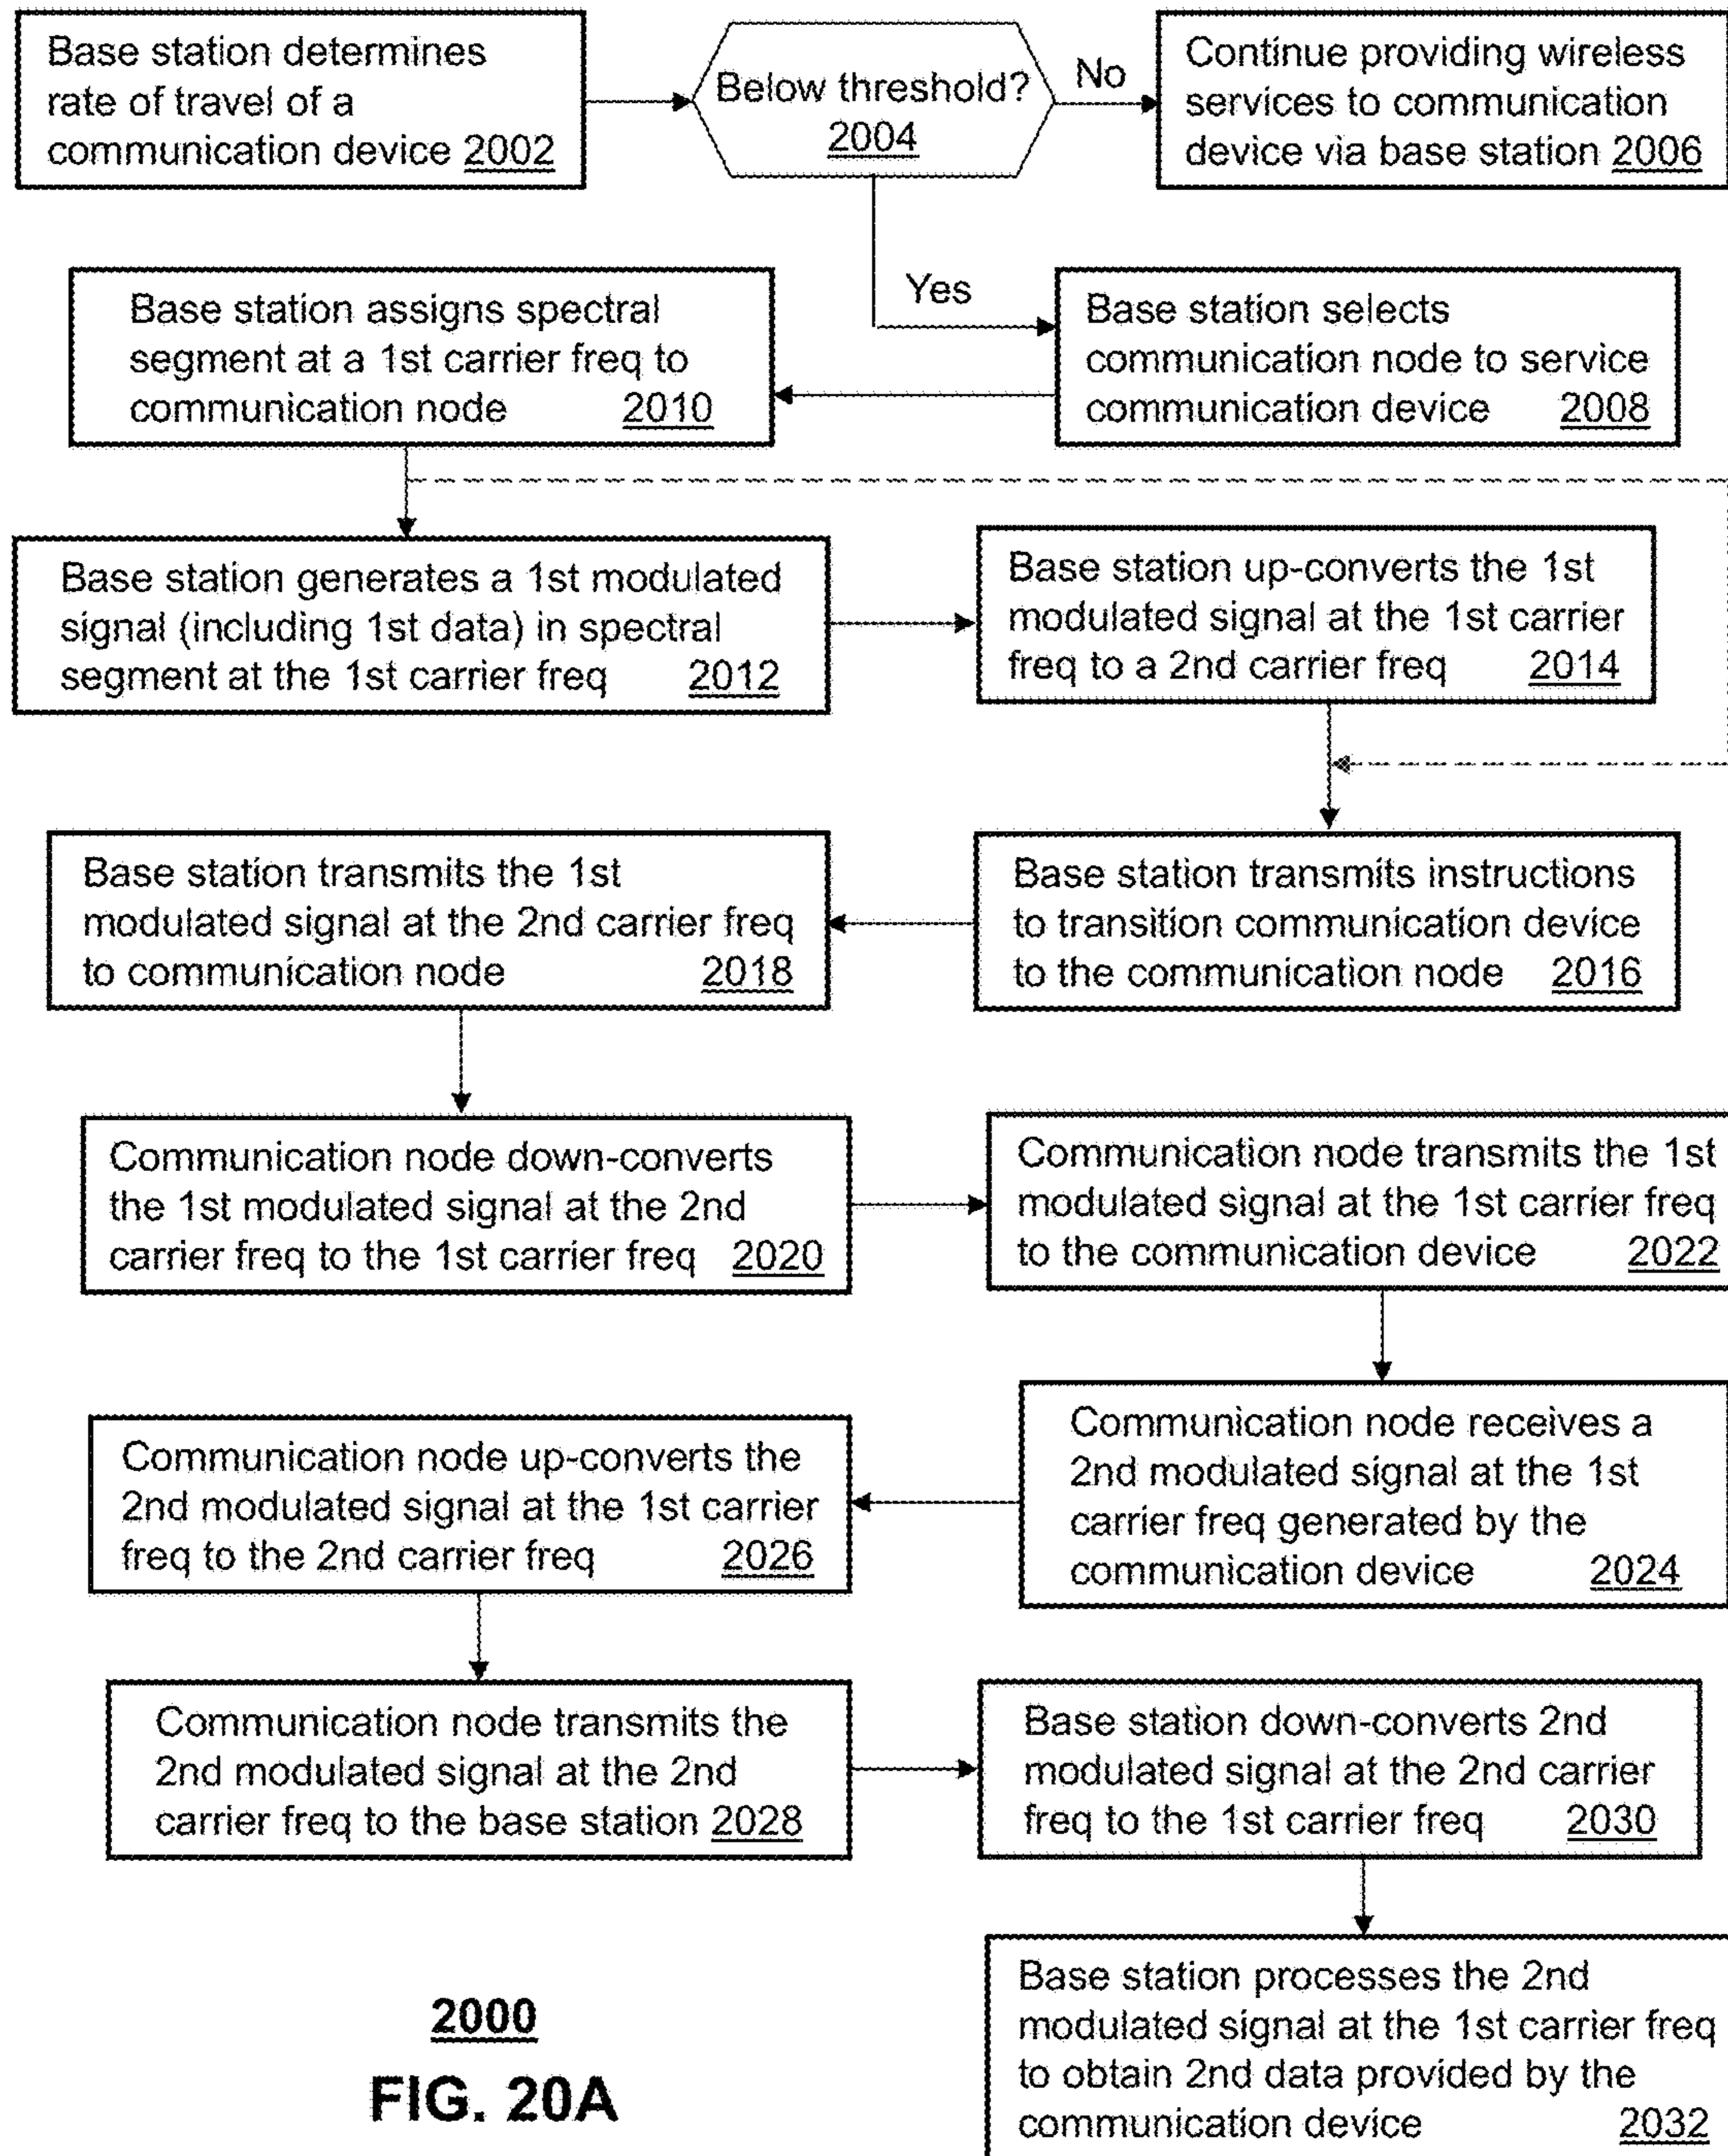 Base station determines
rate of travel of a
communication device 2002
Below threshold?
2004
No
Continue providing wireless
services to communication
device via base station 2006
Yes
Base station selects
communication node to service
communication device 2008
Base station assigns spectral
segment at a 1st carrier freq to
communication node 2010
Base station generates a 1st modulated
signal (including 1st data) in spectral
segment at the 1st carrier freq 2012
Base station up-converts the 1st
modulated signal at the 1st carrier
freq to a 2nd carrier freq 2014
Base station transmits instructions
to transition communication device
to the communication node 2016
Base station transmits the 1st
modulated signal at the 2nd carrier freq
to communication node 2018
Communication node down-converts
the 1st modulated signal at the 2nd
carrier freq to the 1st carrier freq 2020
Communication node transmits the 1st
modulated signal at the 1st carrier freq
to the communication device 2022
Communication node receives a
2nd modulated signal at the 1st
carrier freq generated by the
communication device 2024
Communication node up-converts the
2nd modulated signal at the 1st carrier
freq to the 2nd carrier freq 2026
Communication node transmits the
2nd modulated signal at the 2nd
carrier freq to the base station 2028
Base station down-converts 2nd
modulated signal at the 2nd carrier
freq to the 1st carrier freq 2030
Base station processes the 2nd
modulated signal at the 1st carrier freq
to obtain 2nd data provided by the
communication device 2032
2000
FIG. 20A